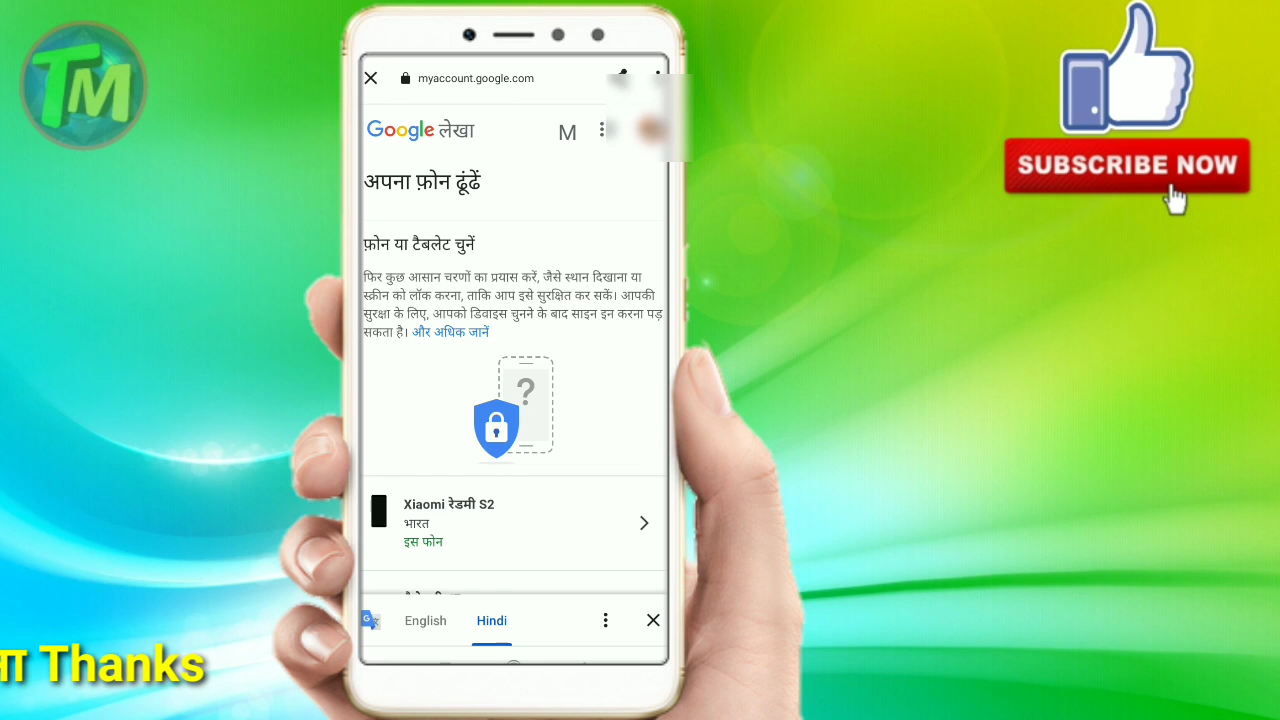 TM
SUBSCRIBE NOW
myaccount.google.com
Google लेखा
M
अपना फ़ोन ढूंढें
फ़ोन या टैबलेट चुनें
फिर कुछ आसान चरणों का प्रयास करें, जैसे स्थान दिखाना या
स्क्रीन को लॉक करना, ताकि आप इसे सुरक्षित कर सकें। आपकी
सुरक्षा के लिए, आपको डिवाइस चुनने के बाद साइन इन करना पड़
सकता है। और अधिक जानें
?
Xiaomi रेडमी S2
भारत
इस फोन
G
English Hindi
Thanks